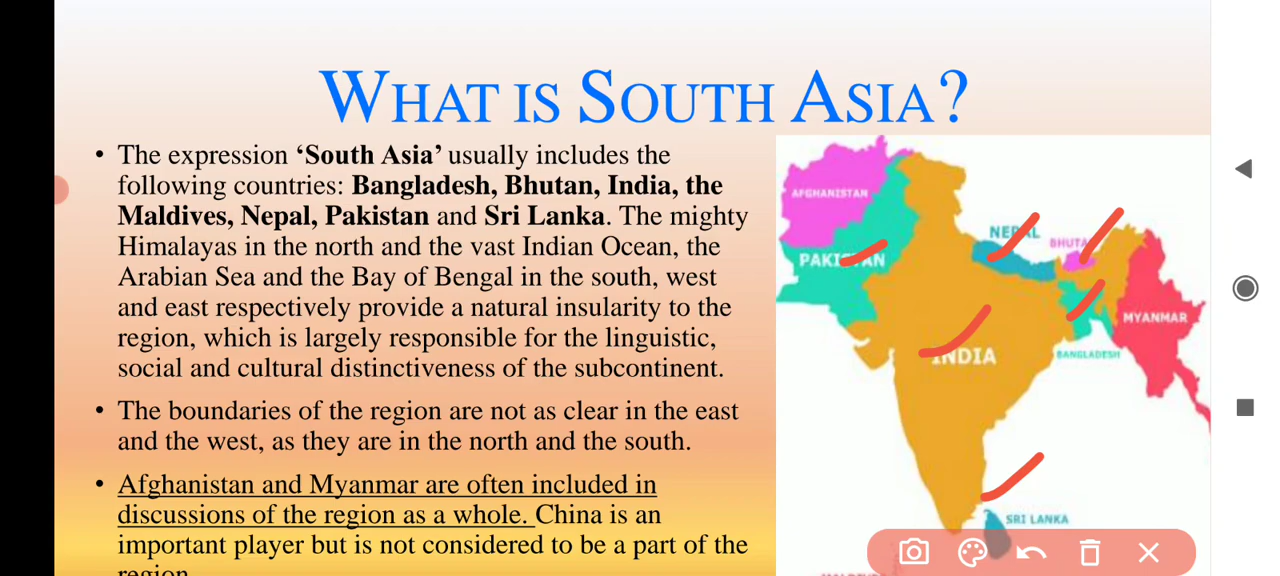 WHAT IS SOUTH ASIA?
• The expression ‘South Asia’ usually includes the
following countries: Bangladesh, Bhutan, India, the
Maldives, Nepal, Pakistan and Sri Lanka. The mighty
Himalayas in the north and the vast Indian Ocean, the
Arabian Sea and the Bay of Bengal in the south, west
and east respectively provide a natural insularity to the
region, which is largely responsible for the linguistic,
social and cultural distinctiveness of the subcontinent.
• The boundaries of the region are not as clear in the east
and the west, as they are in the north and the south.
• Afghanistan and Myanmar are often included in
discussions of the region as a whole. China is an
important player but is not considered to be a part of the
region
AFGHANISTAN
PAKISTAN
NEPAL
BHUTAN
INDIA
BANGLADESH
MYANMAR
SRI LANKA